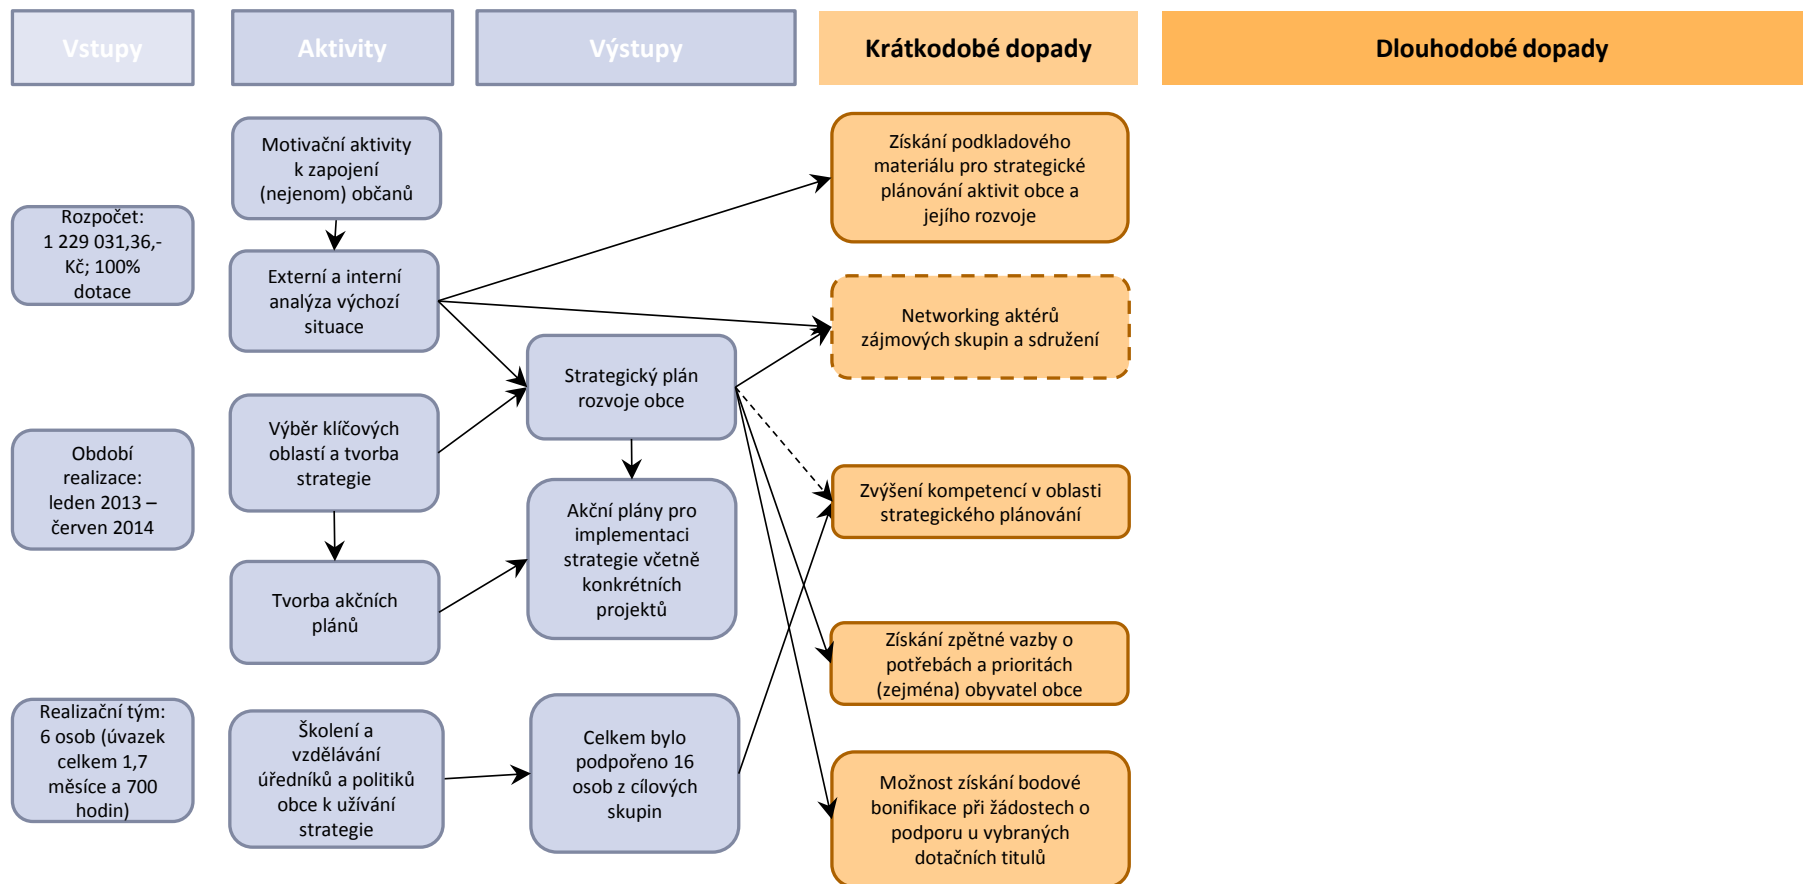 Vstupy
Aktivity
Výstupy
Krátkodobé dopady
Dlouhodobé dopady
Rozpočet:
1 229 031,36,-
Kč; 100%
dotace
Období
realizace:
leden 2013 –
červen 2014
Realizační tým:
6 osob (úvazek
celkem 1,7
měsíce a 700
hodin)
Motivační aktivity
k zapojení
(nejenom) občanů
Externí a interní
analýza výchozí
situace
Výběr klíčových
oblastí a tvorba
strategie
Tvorba akčních
plánů
Školení a
vzdělávání
úředníků a politiků
obce k užívání
strategie
Strategický plán
rozvoje obce
Akční plány pro
implementaci
strategie včetně
konkrétních
projektů
Celkem bylo
podpořeno 16
osob z cílových
skupin
Získání podkladového
materiálu pro strategické
plánování aktivit obce a
jejího rozvoje
Networking aktérů
zájmových skupin a sdružení
Zvýšení kompetencí v oblasti
strategického plánování
Získání zpětné vazby o
potřebách a prioritách
(zejména) obyvatel obce
Možnost získání bodové
bonifikace při žádostech o
podporu u vybraných
dotačních titulů